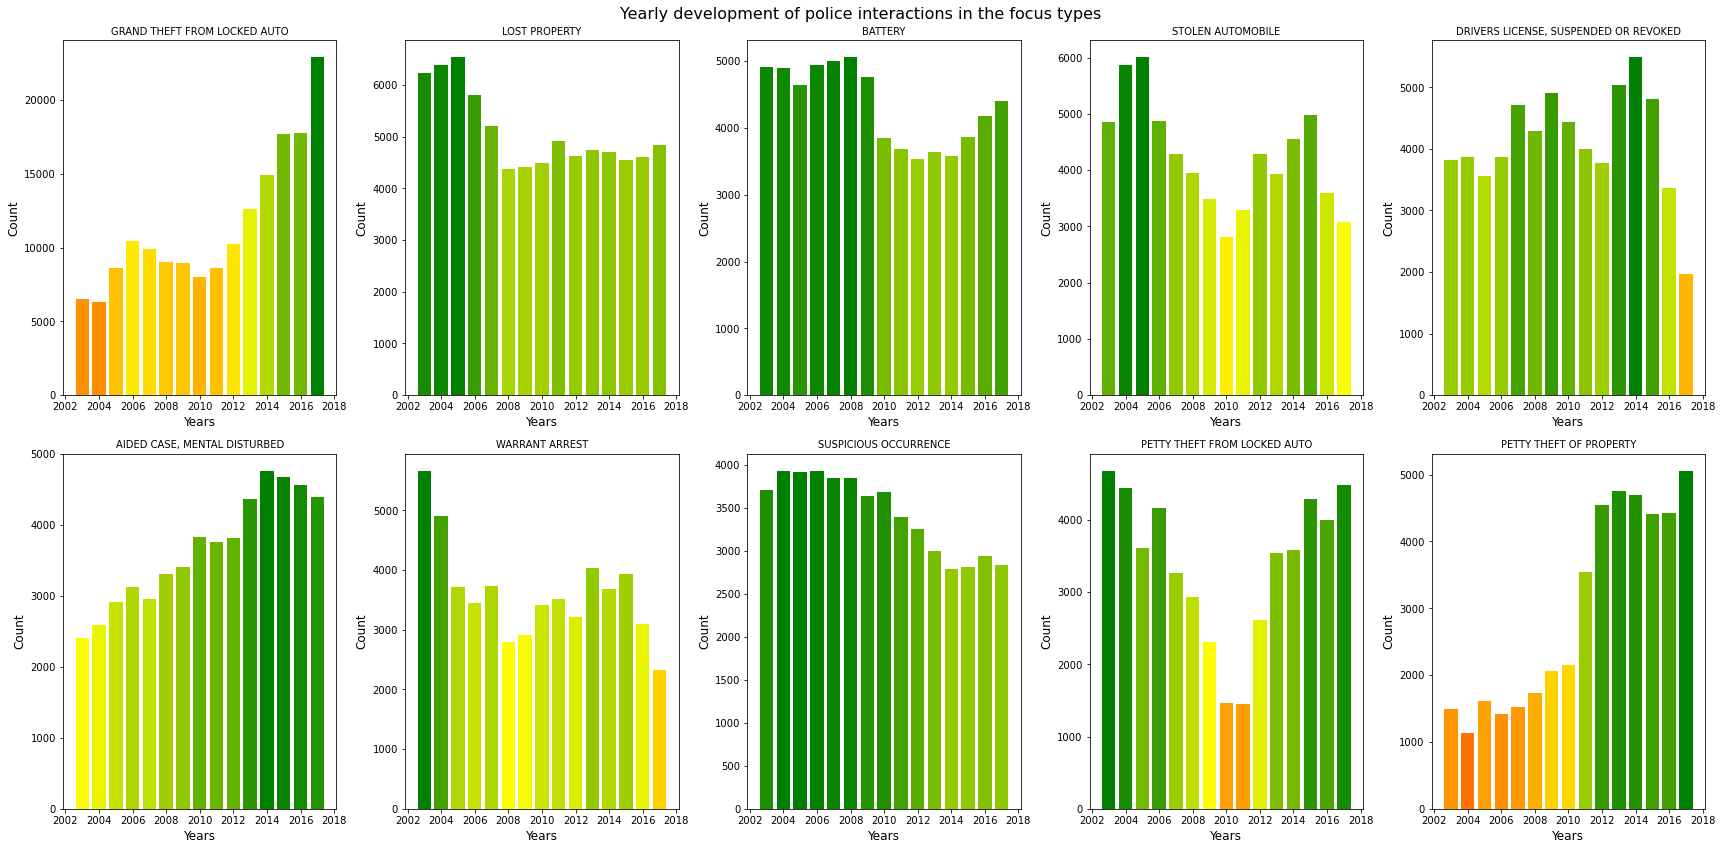 Yearly development of police interactions in the focus types
GRAND THEFT FROM LOCKED AUTO
Count
20000
15000
10000
5000
0
2002 2004 2006 2008 2010 2012 2014 2016 2018
Years
LOST PROPERTY
Count
6000
5000
4000
3000
2000
1000
0
2002 2004 2006 2008 2010 2012 2014 2016 2018
Years
BATTERY
Count
5000
4000
3000
2000
1000
0
2002 2004 2006 2008 2010 2012 2014 2016 2018
Years
STOLEN AUTOMOBILE
Count
6000
5000
4000
3000
2000
1000
0
2002 2004 2006 2008 2010 2012 2014 2016 2018
Years
DRIVERS LICENSE, SUSPENDED OR REVOKED
Count
5000
4000
3000
2000
1000
0
2002 2004 2006 2008 2010 2012 2014 2016 2018
Years
AIDED CASE, MENTAL DISTURBED
Count
5000
4000
3000
2000
1000
0
2002 2004 2006 2008 2010 2012 2014 2016 2018
Years
WARRANT ARREST
Count
5000
4000
3000
2000
1000
0
2002 2004 2006 2008 2010 2012 2014 2016 2018
Years
SUSPICIOUS OCCURRENCE
Count
4000
3500
3000
2500
2000
1500
1000
500
0
2002 2004 2006 2008 2010 2012 2014 2016 2018
Years
PETTY THEFT FROM LOCKED AUTO
Count
4000
3000
2000
1000
0
2002 2004 2006 2008 2010 2012 2014 2016 2018
Years
PETTY THEFT OF PROPERTY
Count
5000
4000
3000
2000
1000
0
2002 2004 2006 2008 2010 2012 2014 2016 2018
Years